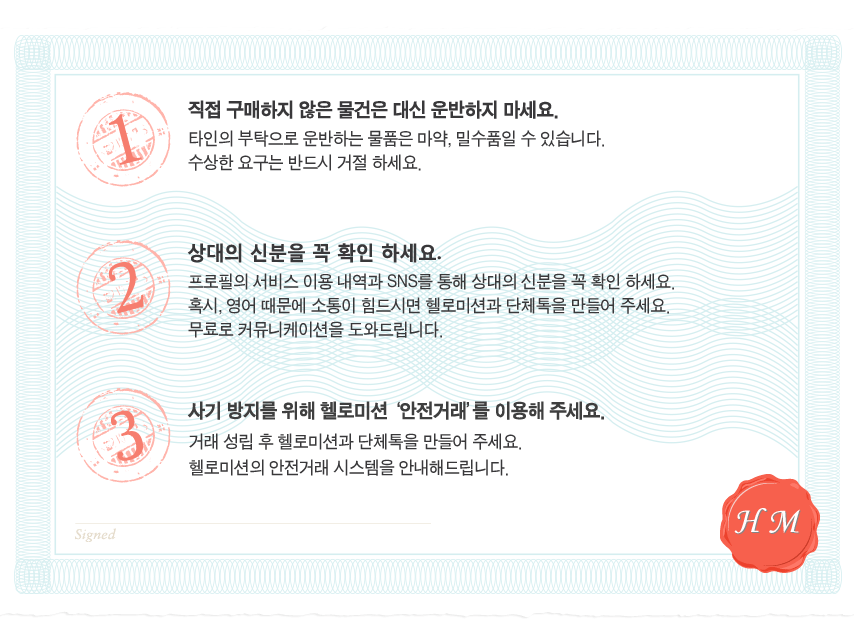 1
직접 구매하지 않은 물건은 대신 운반하지 마세요.
타인의 부탁으로 운반하는 물품은 마약, 밀수품일 수 있습니다.
수상한 요구는 반드시 거절 하세요.
2
상대의 신분을 꼭 확인 하세요.
프로필의 서비스 이용 내역과 SNS를 통해 상대의 신분을 꼭 확인 하세요.
혹시, 영어 때문에 소통이 힘드시면 헬로미션과 단체톡을 만들어 주세요.
무료로 커뮤니케이션을 도와드립니다.
3
사기 방지를 위해 헬로미션 ‘안전거래’를 이용해 주세요.
거래 성립 후 헬로미션과 단체톡을 만들어 주세요.
헬로미션의 안전거래 시스템을 안내해드립니다.
Signed
H M